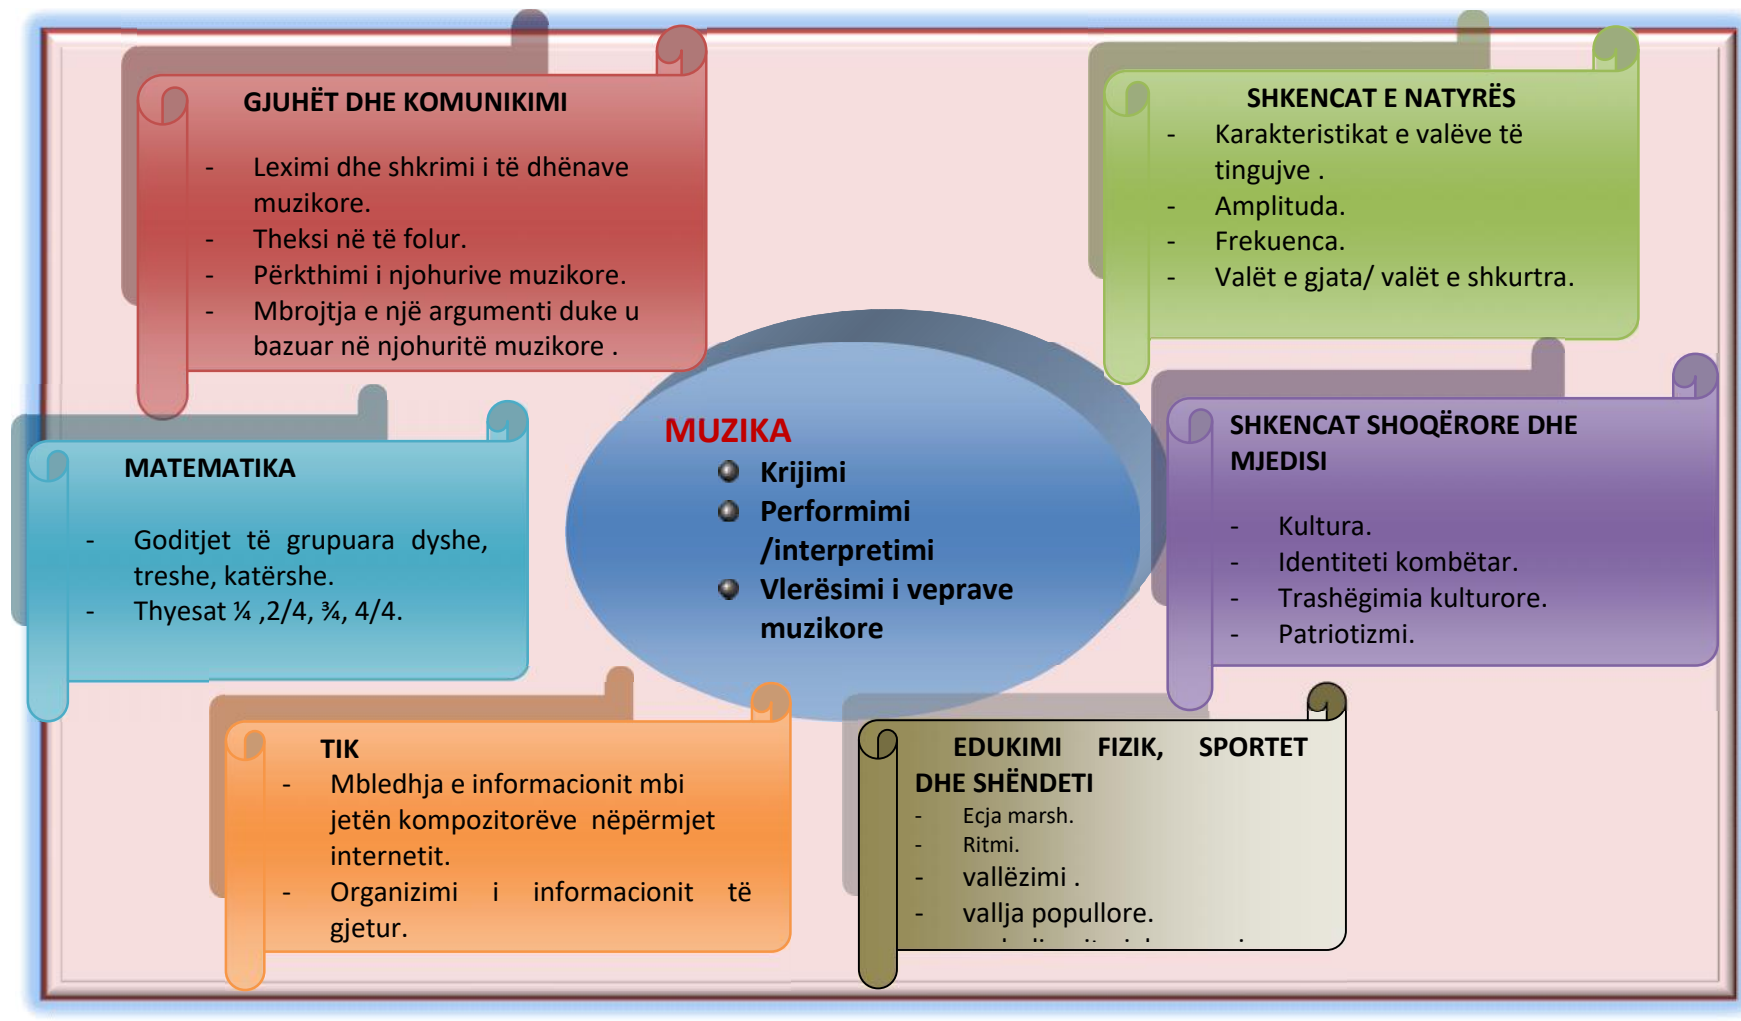 GJUHËT DHE KOMUNIKIMI
- Leximi dhe shkrimi i të dhënave
muzikore.
- Theksi në të folur.
- Përkthimi i njohurive muzikore.
- Mbrojtja e një argumenti duke u
bazuar në njohuritë muzikore .
SHKENCAT E NATYRËS
- Karakteristikat e valëve të
tingujve .
- Amplituda.
- Frekuenca.
- Valët e gjata/ valët e shkurtra.
MATEMATIKA
- Goditjet të grupuara dyshe,
treshe, katërshe.
- Thyesat ¼ ,2/4, ¾, 4/4.
MUZIKA
Krijimi
Performimi
/interpretimi
Vlerësimi i veprave
muzikore
SHKENCAT SHOQËRORE DHE
MJEDISI
- Kultura.
- Identiteti kombëtar.
- Trashëgimia kulturore.
- Patriotizmi.
TIK
- Mbledhja e informacionit mbi
jetën kompozitorëve nëpërmjet
internetit.
- Organizimi i informacionit të
gjetur.
EDUKIMI FIZIK, SPORTET
DHE SHËNDETI
- Ecja marsh.
- Ritmi.
- vallëzimi .
- vallja popullore.